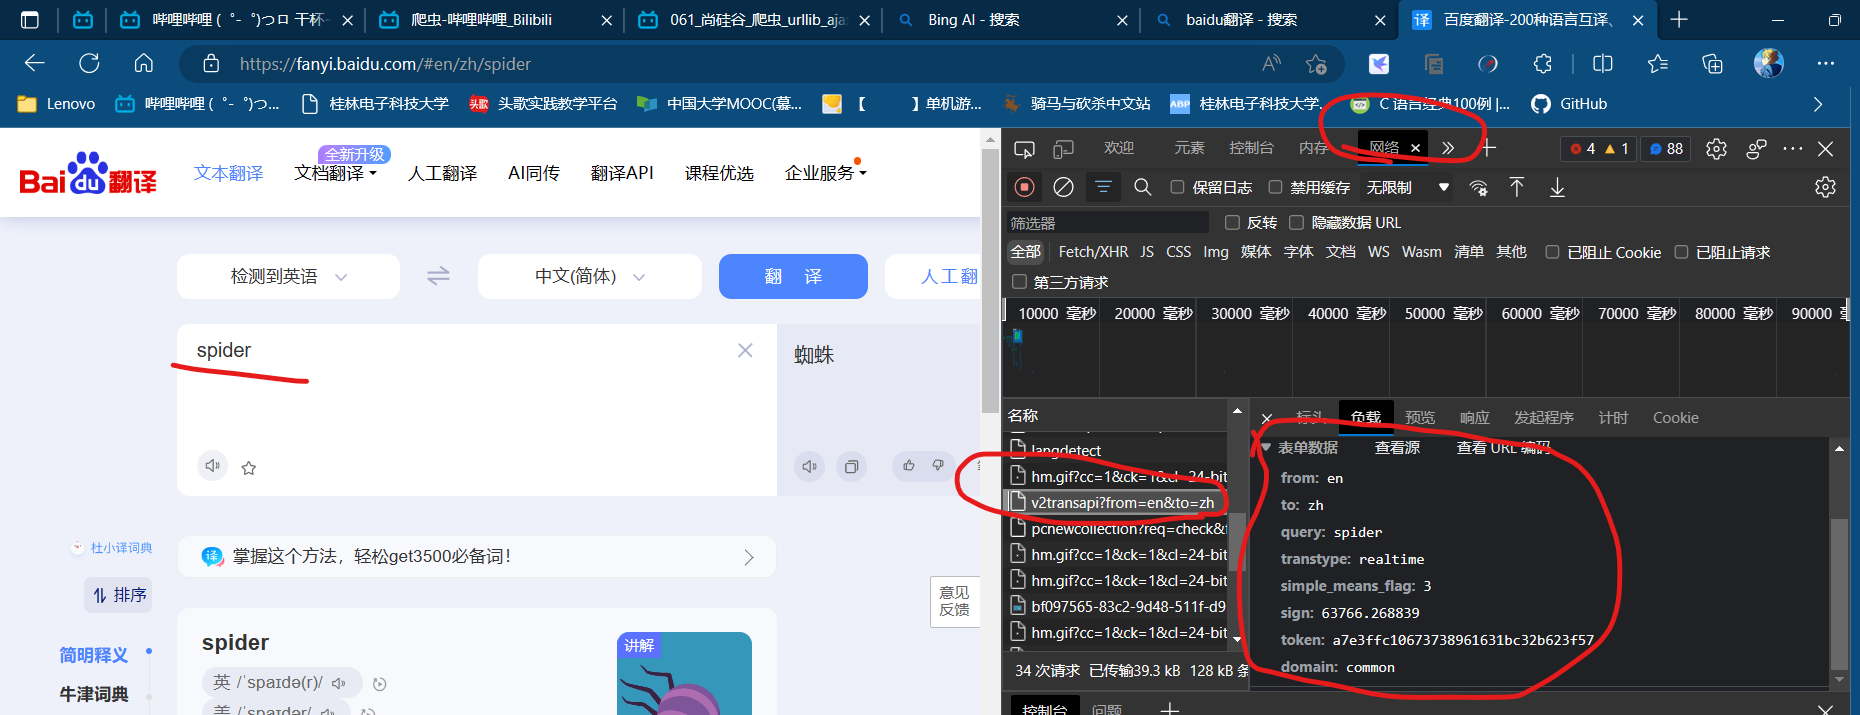 哔哩哔哩 ( ゜- ゜)つロ 干杯~
爬虫-哔哩哔哩_Bilibili
061_尚硅谷_爬虫_urllib_aja
Bing AI - 搜索
baidu翻译 - 搜索
百度翻译-200种语言互译、
https://fanyi.baidu.com/#en/zh/spider
Lenovo
哔哩哔哩 ( ゜- ゜)つ...
桂林电子科技大学
头歌实践教学平台
中国大学MOOC(慕...
【 】单机游...
骑马与砍杀中文站
桂林电子科技大学...
C 语言经典100例 |...
GitHub
Baidu翻译
文本翻译
全新升级
文档翻译
人工翻译
AI同传
翻译API
课程优选
企业服务
检测到英语
中文(简体)
翻 译
人工翻
spider
蜘蛛
杜小译词典
掌握这个方法，轻松get3500必备词!
排序
意见
反馈
简明释义
牛津词典
spider
英 /ˈspaɪdə(r)/
美 /ˈspaɪdər/
讲解
欢迎
元素
控制台
内存
网络
4
1
88
保留日志
禁用缓存
无限制
筛选器
反转
隐藏数据 URL
全部 Fetch/XHR JS CSS Img 媒体 字体 文档 WS Wasm 清单 其他 已阻止 Cookie 已阻止请求
第三方请求
10000 毫秒 20000 毫秒 30000 毫秒 40000 毫秒 50000 毫秒 60000 毫秒 70000 毫秒 80000 毫秒 90000
名称
langdetect
hm.gif?cc=1&ck=1&cl=24-bit
v2transapi?from=en&to=zh
pcnewcollection?req=check&
hm.gif?cc=1&ck=1&cl=24-bit
hm.gif?cc=1&ck=1&cl=24-bit
bf097565-83c2-9d48-511f-d9
hm.gif?cc=1&ck=1&cl=24-bit
34 次请求 已传输39.3 kB 128 kB 条
标头 负载 预览 响应 发起程序 计时 Cookie
表单数据 查看源 查看 URL 编码
from: en
to: zh
query: spider
transtype: realtime
simple_means_flag: 3
sign: 63766.268839
token: a7e3ffc10673738961631bc32b623f57
domain: common
控制台 问题